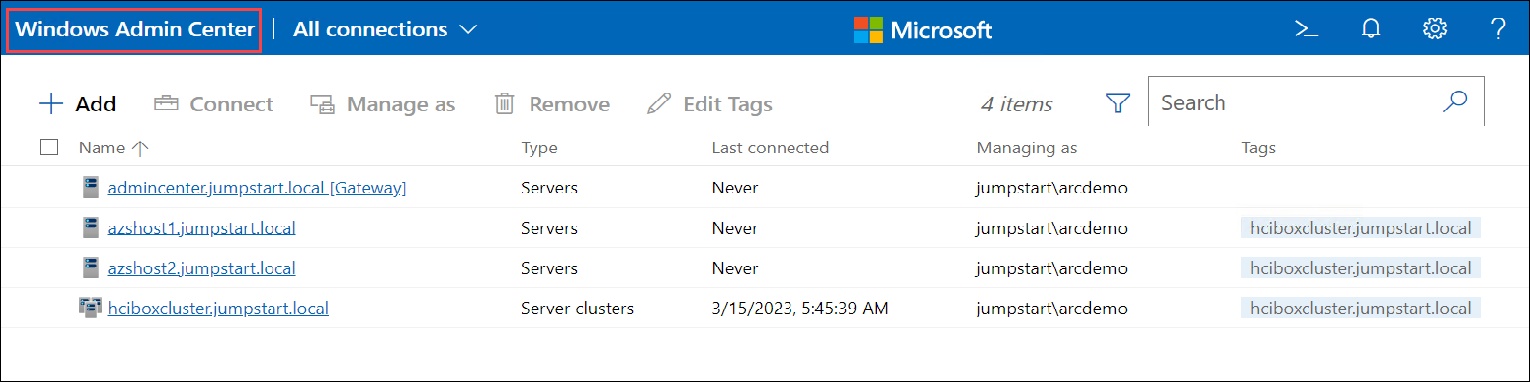 Windows Admin Center All connections Microsoft >_ ?
Add Connect Manage as Remove Edit Tags 4 items Search
Name Type Last connected Managing as Tags
admincenter.jumpstart.local [Gateway] Servers Never jumpstart\arcdemo
azshost1.jumpstart.local Servers Never jumpstart\arcdemo hciboxcluster.jumpstart.local
azshost2.jumpstart.local Servers Never jumpstart\arcdemo hciboxcluster.jumpstart.local
hciboxcluster.jumpstart.local Server clusters 3/15/2023, 5:45:39 AM jumpstart\arcdemo hciboxcluster.jumpstart.local